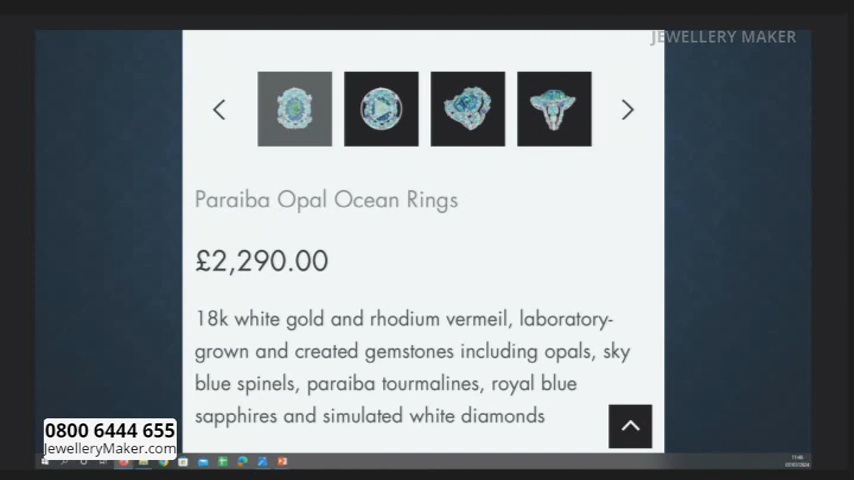 JEWELLERY MAKER
Paraiba Opal Ocean Rings
£2,290.00
18k white gold and rhodium vermeil, laboratory-
grown and created gemstones including opals, sky
blue spinels, paraiba tourmalines, royal blue
sapphires and simulated white diamonds
0800 6444 655
JewelleryMaker.com